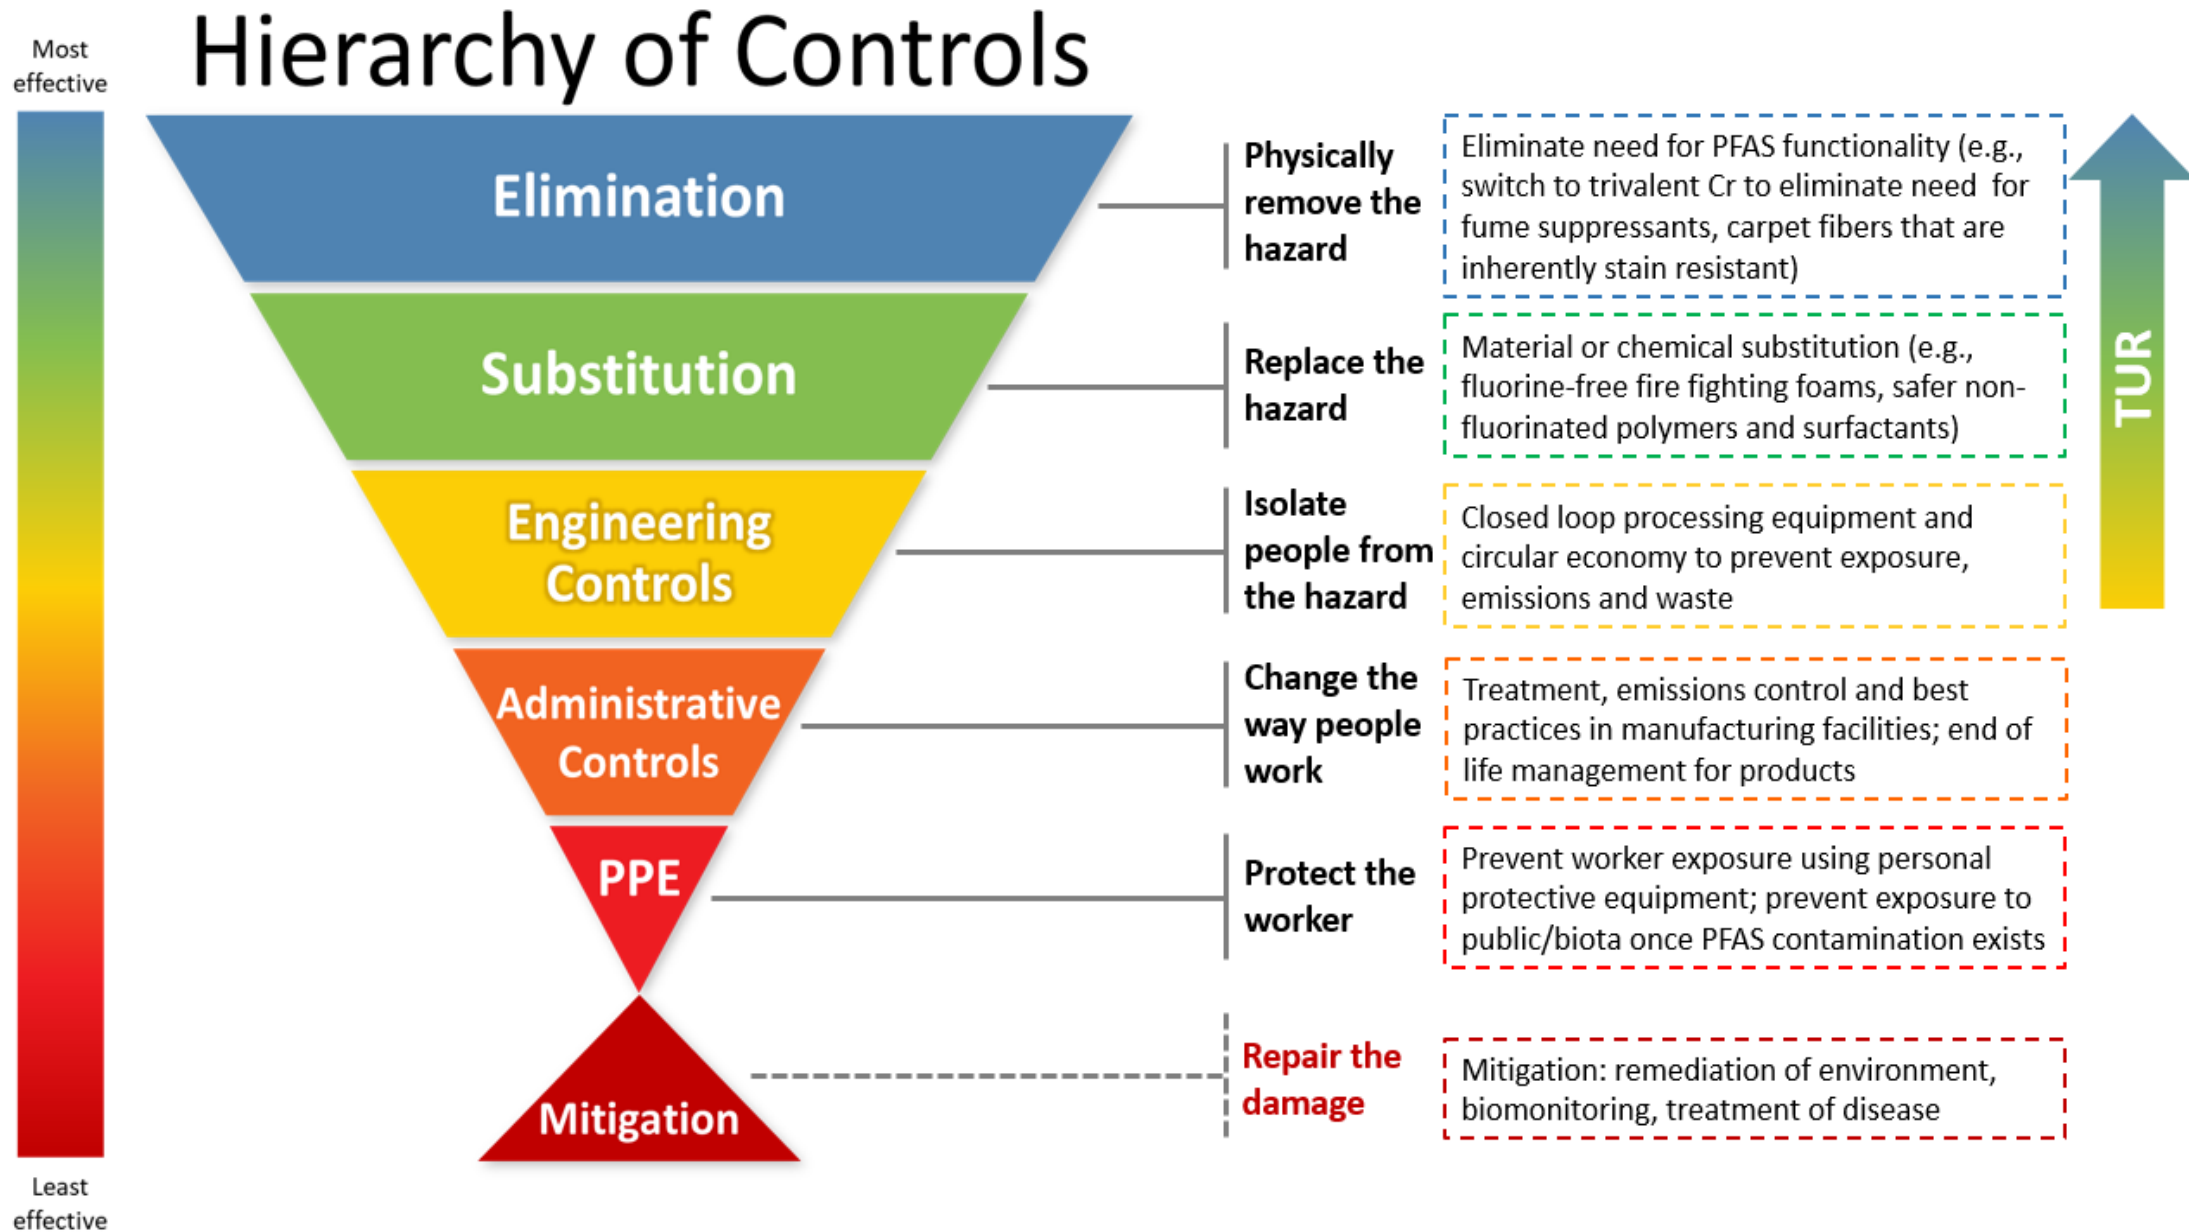 Hierarchy of Controls
Most
effective
Elimination
Physically
remove the
hazard
Eliminate need for PFAS functionality (e.g.,
switch to trivalent Cr to eliminate need for
fume suppressants, carpet fibers that are
inherently stain resistant)
Substitution
Replace the
hazard
Material or chemical substitution (e.g.,
fluorine-free fire fighting foams, safer non-
fluorinated polymers and surfactants)
TUR
Engineering
Controls
Isolate
people from
the hazard
Closed loop processing equipment and
circular economy to prevent exposure,
emissions and waste
Administrative
Controls
Change the
way people
work
Treatment, emissions control and best
practices in manufacturing facilities; end of
life management for products
PPE
Protect the
worker
Prevent worker exposure using personal
protective equipment; prevent exposure to
public/biota once PFAS contamination exists
Mitigation
Repair the
damage
Mitigation: remediation of environment,
biomonitoring, treatment of disease
Least
effective